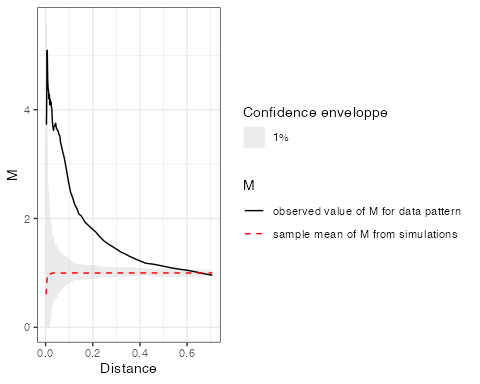 4
2
0
M
0.0 0.2 0.4 0.6
Distance
Confidence enveloppe
1%
M
observed value of M for data pattern
sample mean of M from simulations